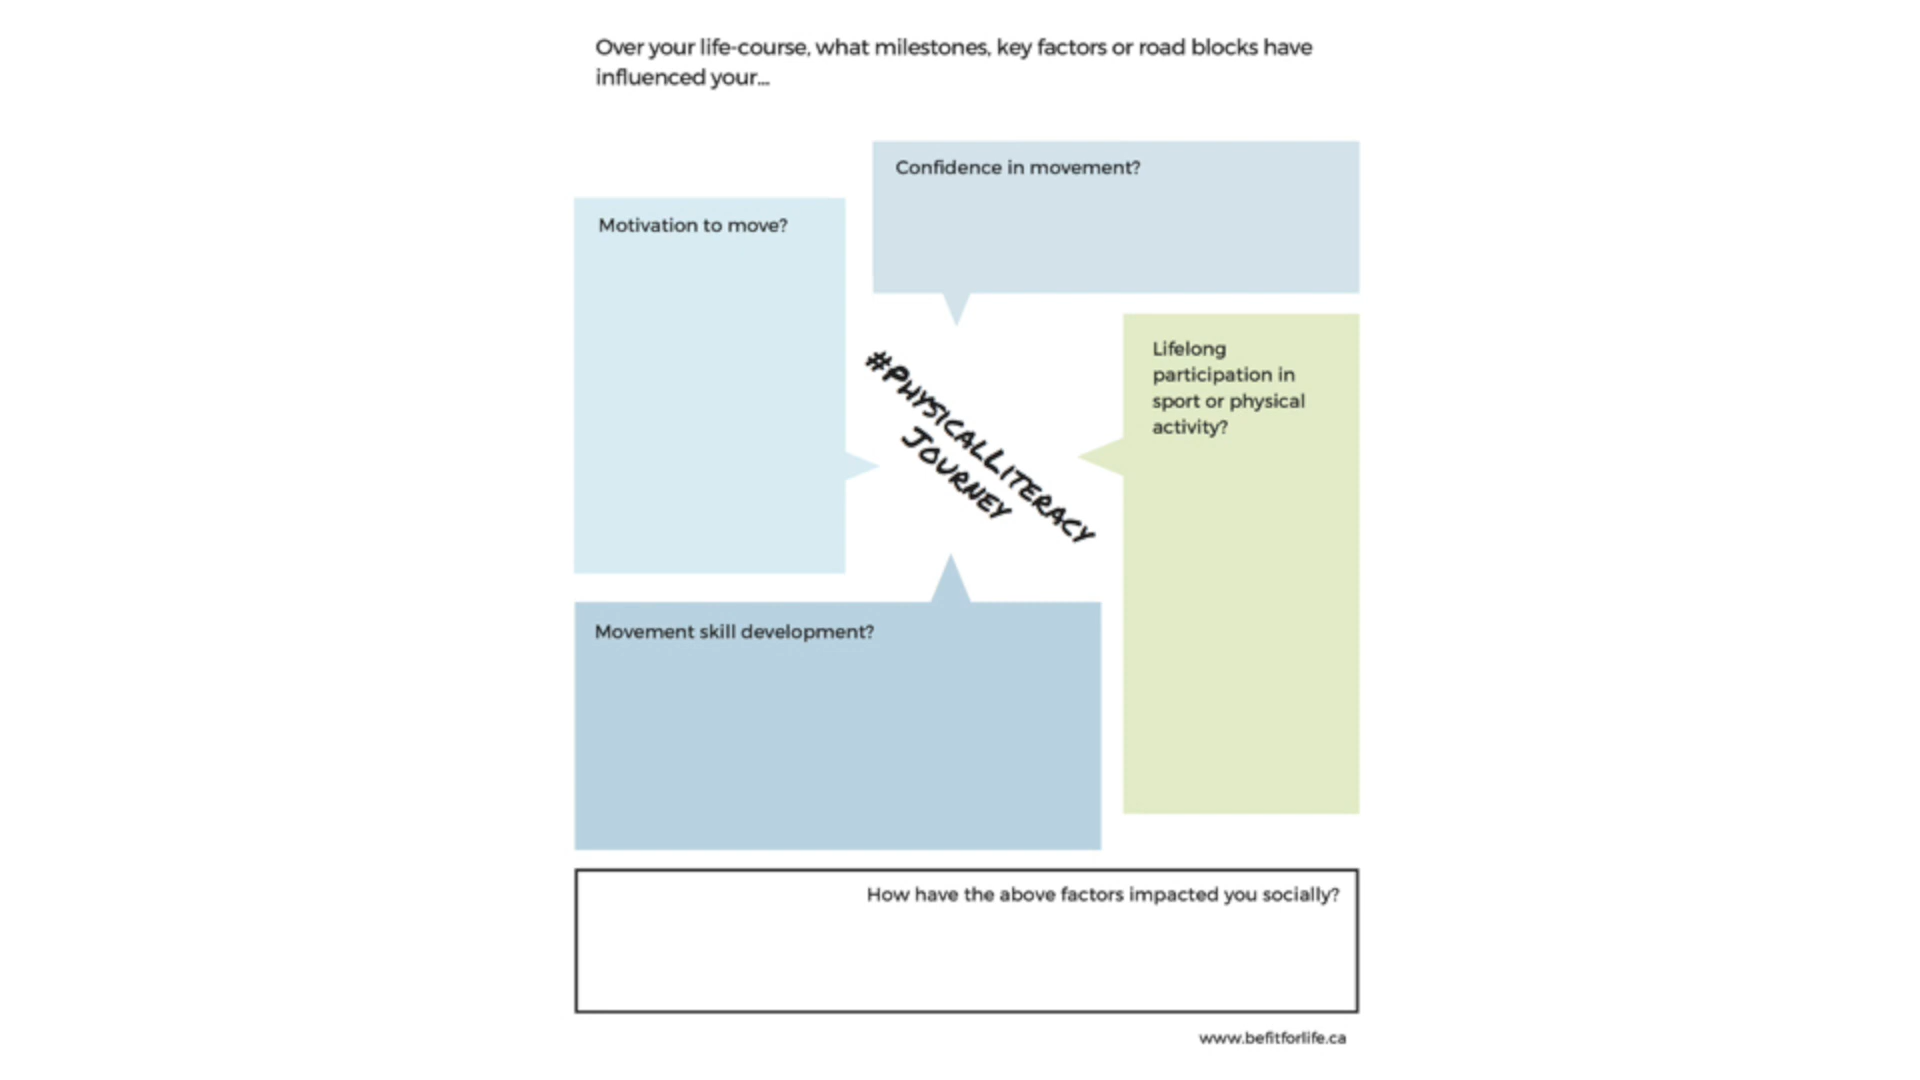 Over your life-course, what milestones, key factors or road blocks have
influenced your...
Confidence in movement?
Motivation to move?
Lifelong
participation in
sport or physical
activity?
#PHYSICALLITERACY
JOURNEY
Movement skill development?
How have the above factors impacted you socially?
www.befitforlife.ca